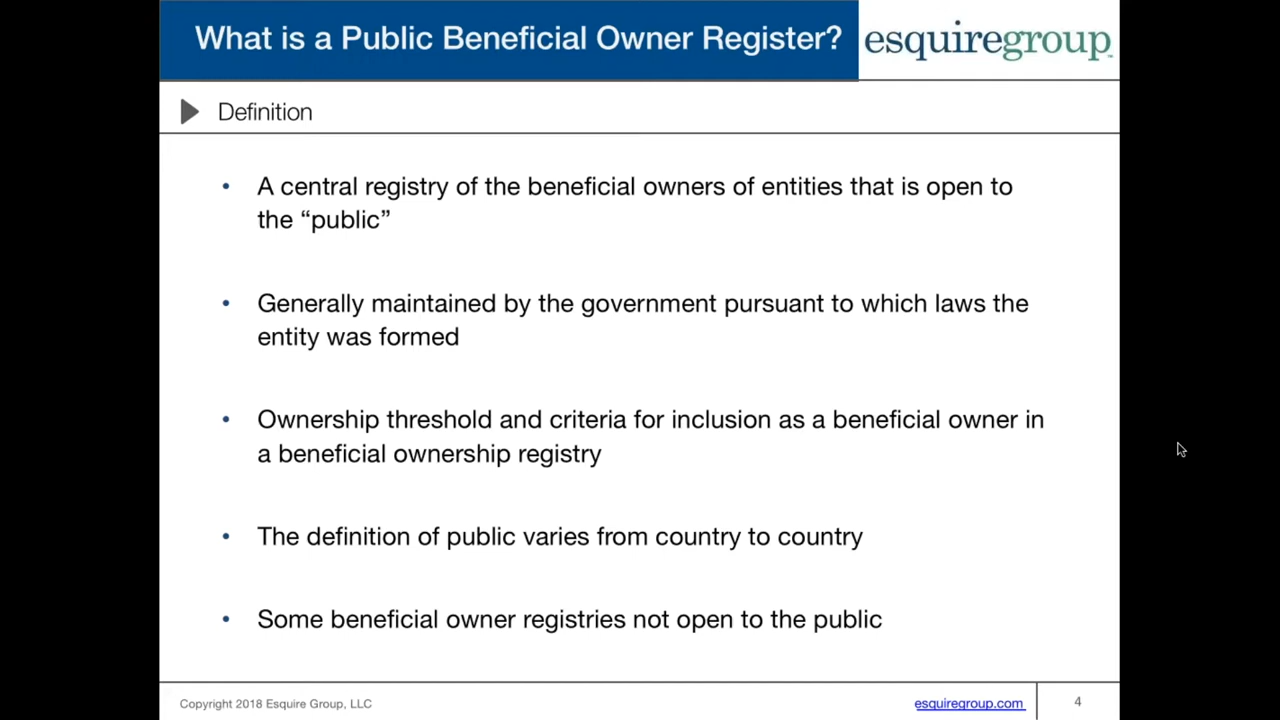 What is a Public Beneficial Owner Register?
esquiregroup™
Definition
• A central registry of the beneficial owners of entities that is open to
the “public”
• Generally maintained by the government pursuant to which laws the
entity was formed
• Ownership threshold and criteria for inclusion as a beneficial owner in
a beneficial ownership registry
• The definition of public varies from country to country
• Some beneficial owner registries not open to the public
Copyright 2018 Esquire Group, LLC
esquiregroup.com
4